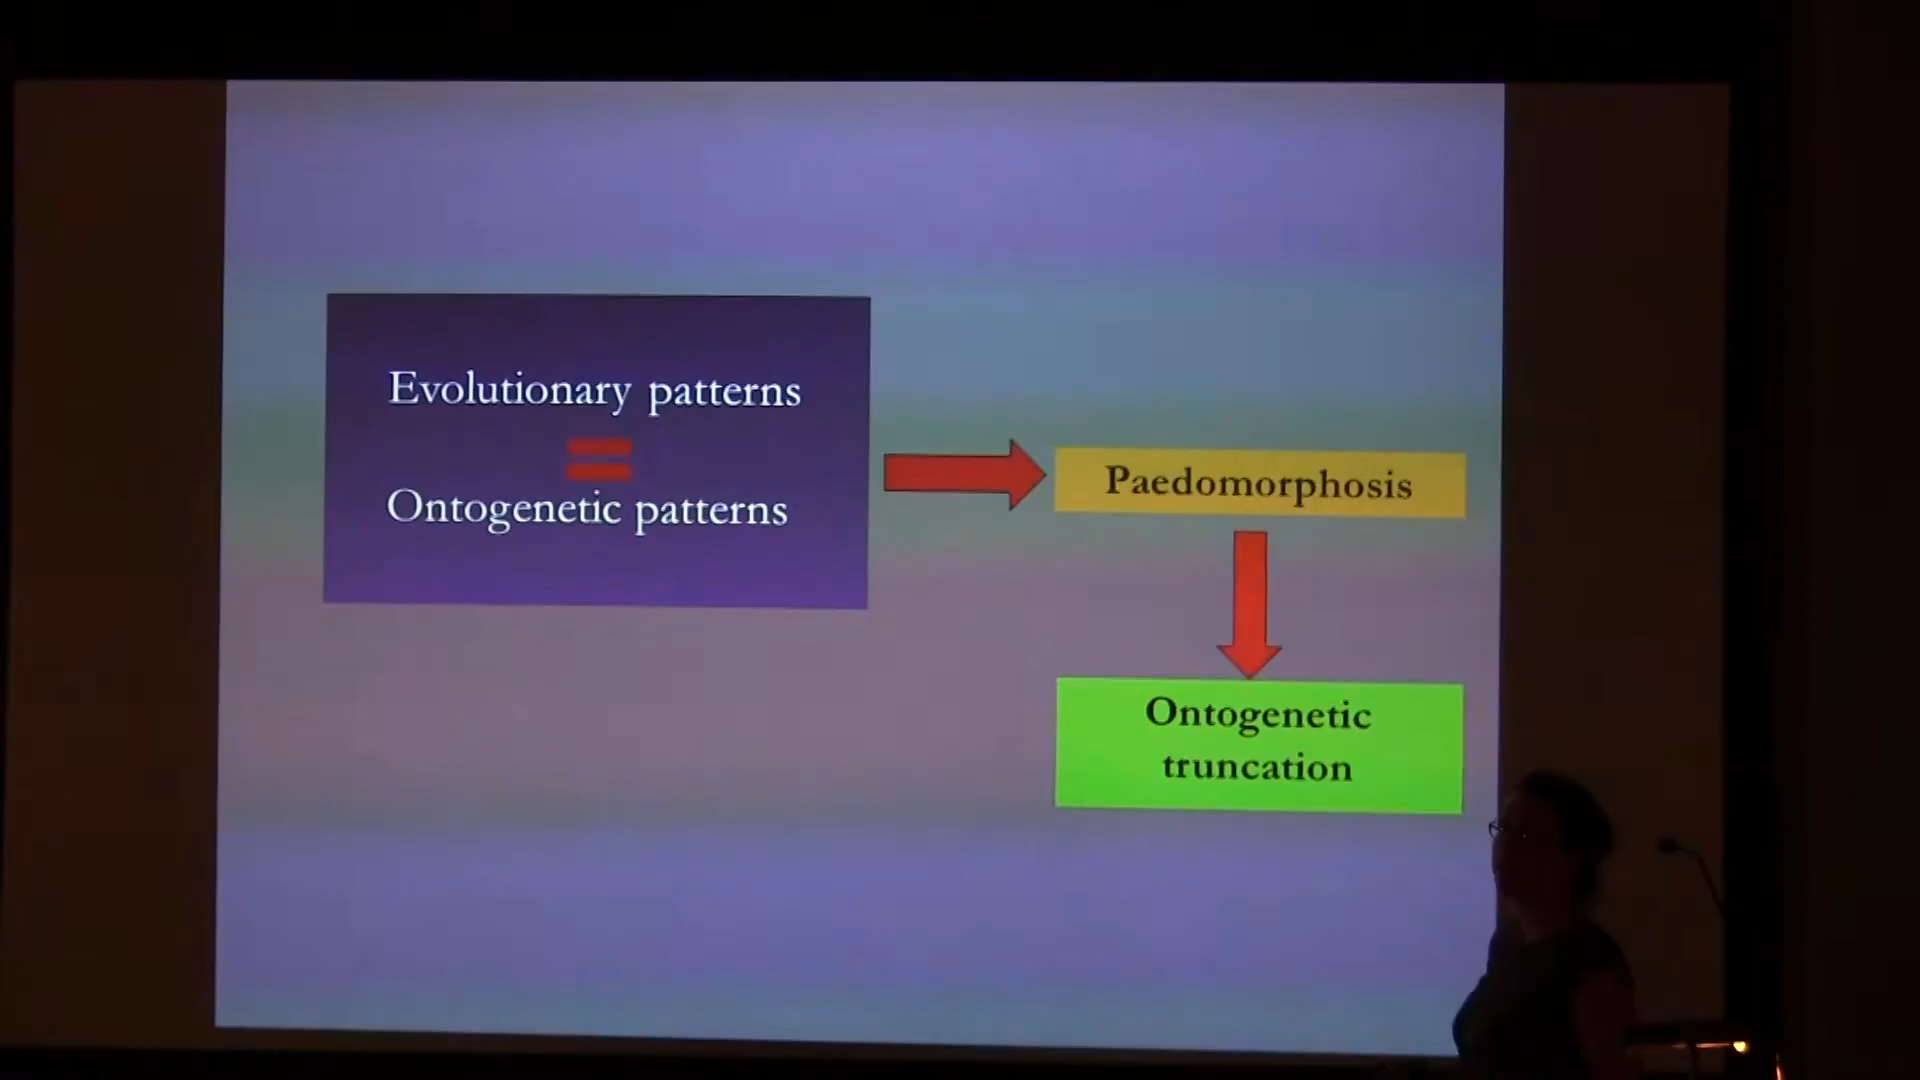 Evolutionary patterns
=
Ontogenetic patterns
Paedomorphosis
Ontogenetic
truncation